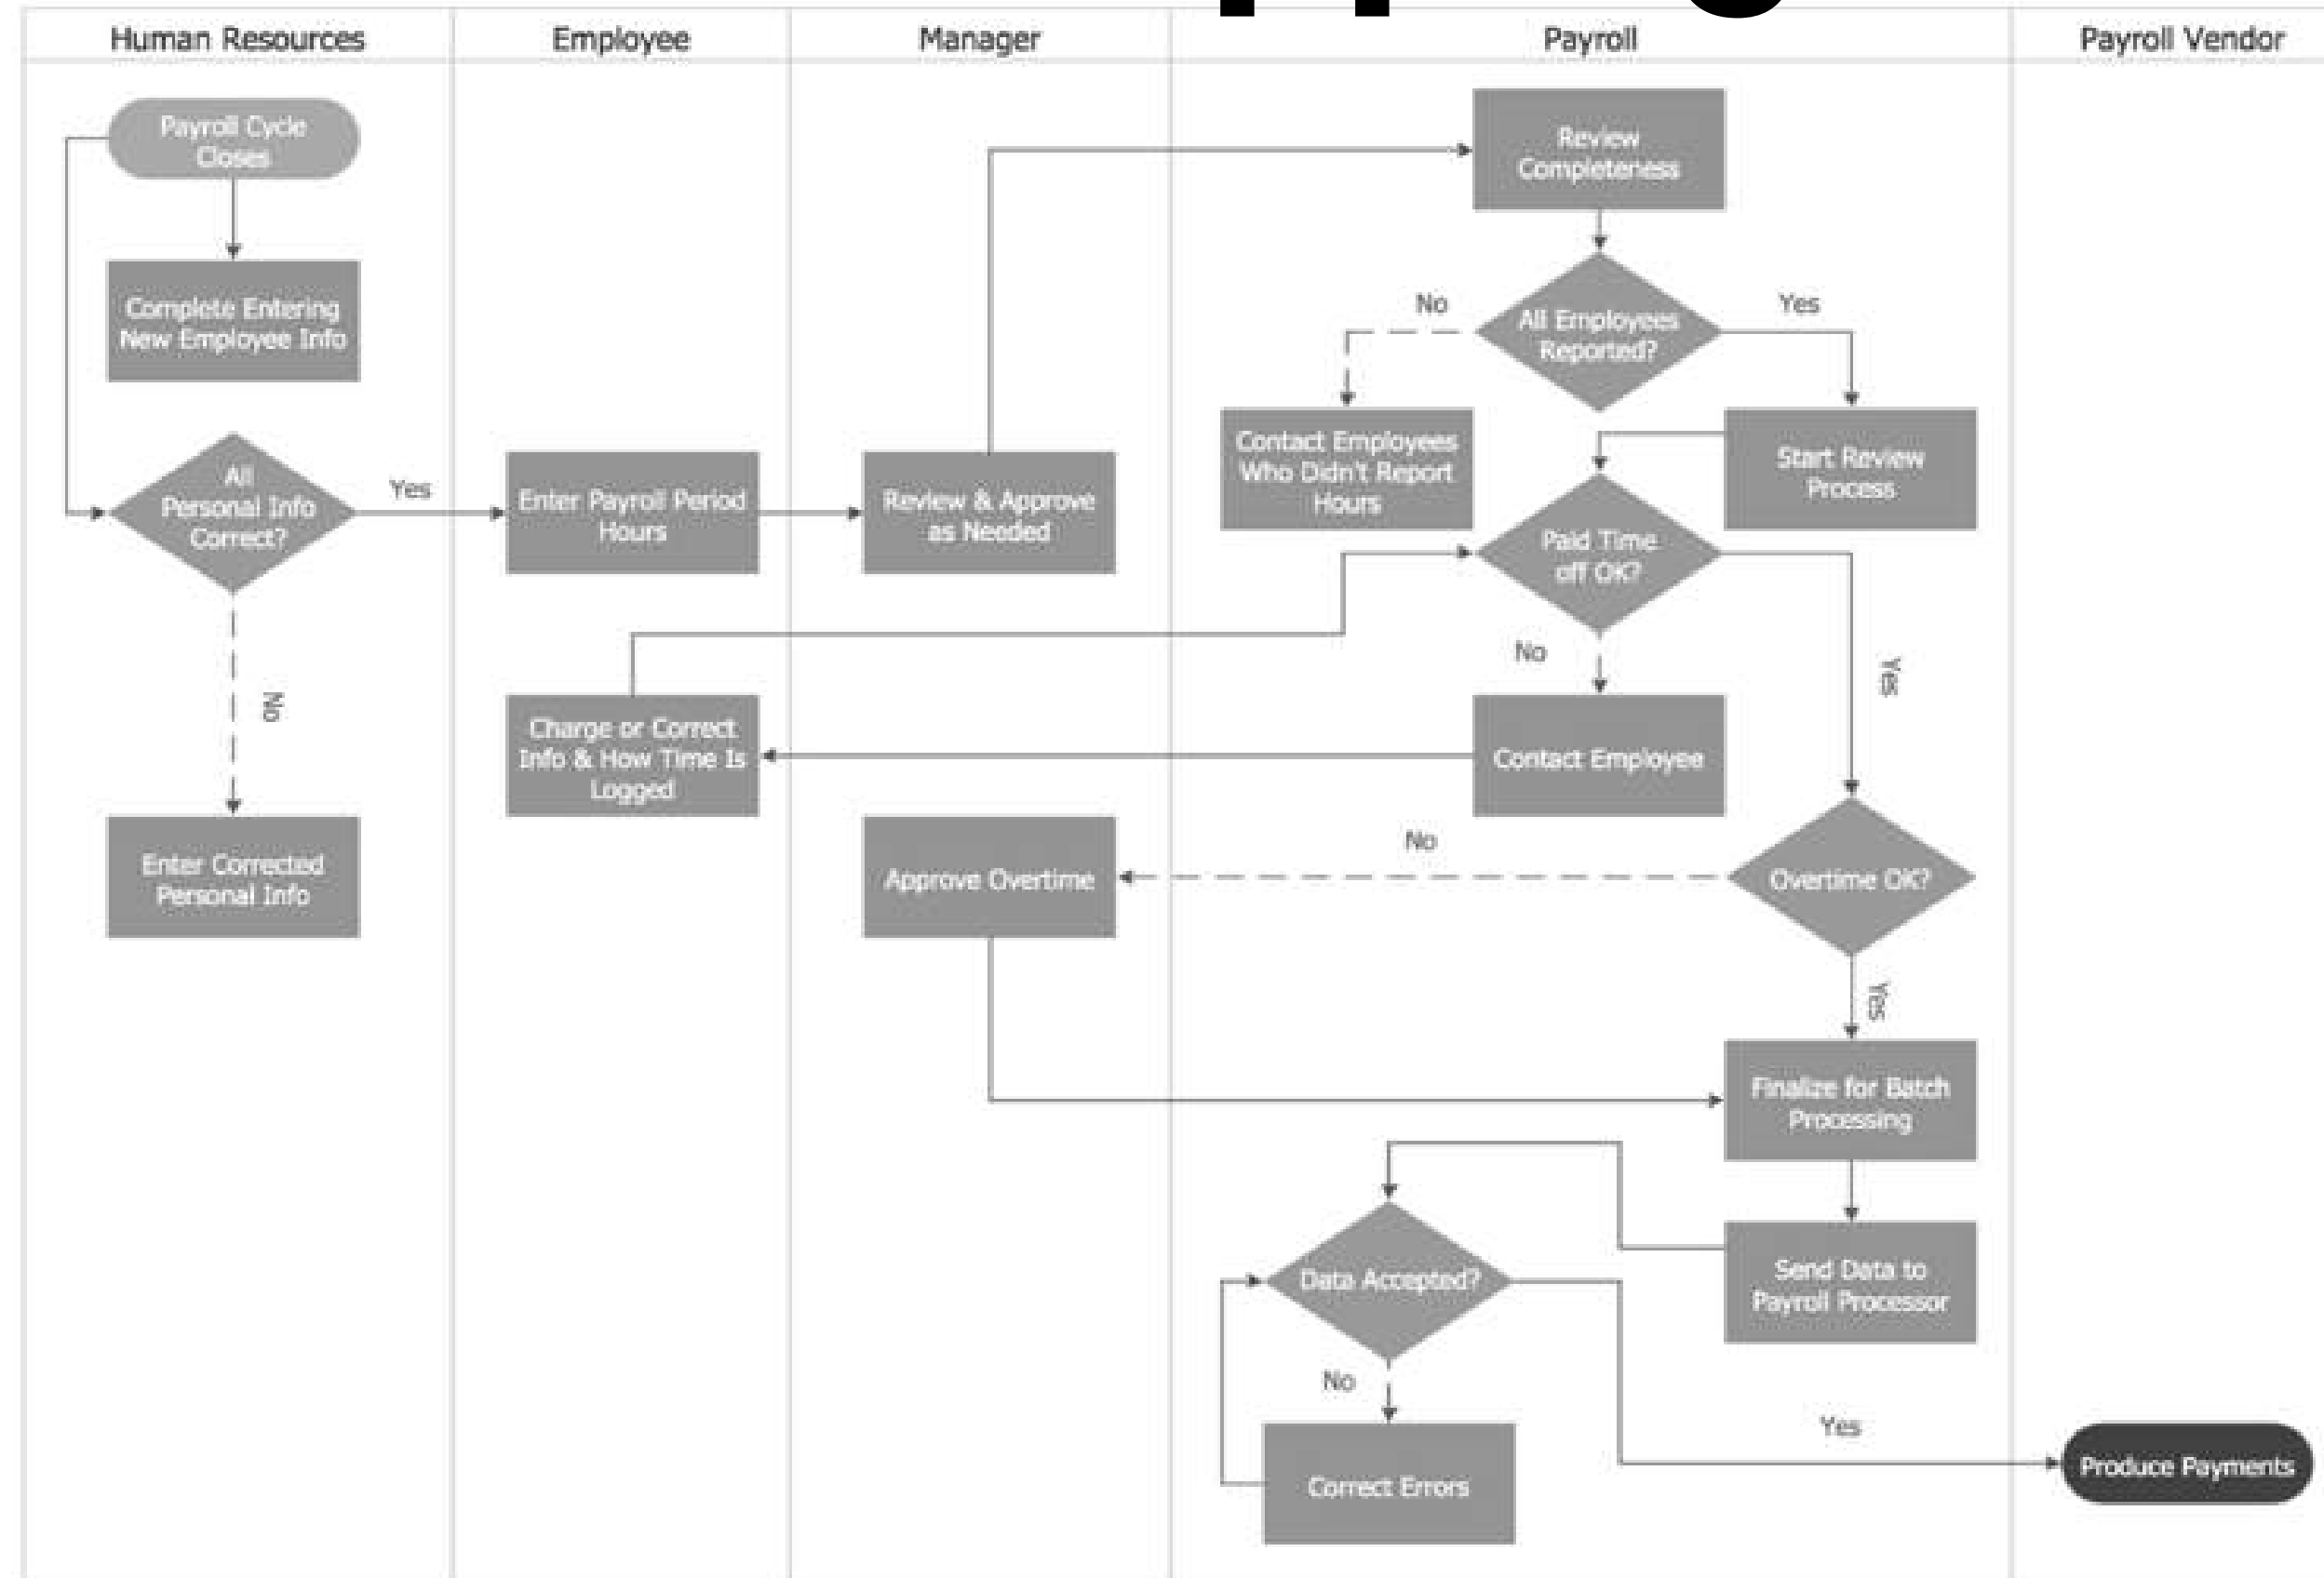 Human Resources
Employee
Manager
Payroll
Payroll Vendor
Payroll Cycle
Closes
Complete Entering
New Employee Info
All
Personal Info
Correct?
Yes
No
Enter Corrected
Personal Info
Enter Payroll Period
Hours
Charge or Correct
Info & How Time Is
Logged
Review & Approve
as Needed
Approve Overtime
Review
Completeness
All Employees
Reported?
No
Yes
Contact Employees
Who Didn't Report
Hours
Start Review
Process
Paid Time
off OK?
No
Yes
Contact Employee
No
Overtime OK?
Yes
Finalize for Batch
Processing
Send Data to
Payroll Processor
Data Accepted?
No
Yes
Correct Errors
Produce Payments